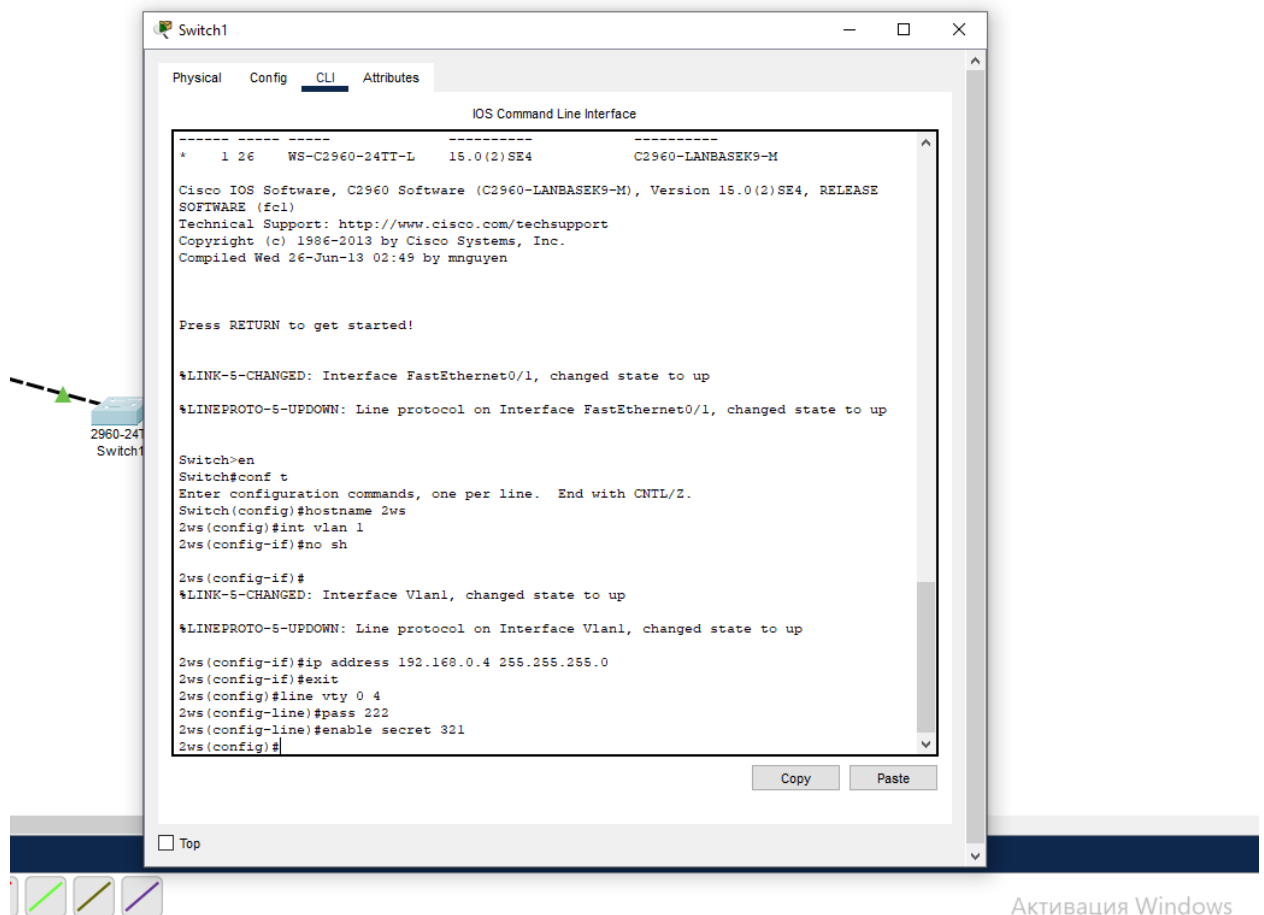 Switch1
Physical Config CLI Attributes
IOS Command Line Interface
------ ----- ----- ---------- ----------
* 1 26 WS-C2960-24TT-L 15.0(2)SE4 C2960-LANBASEK9-M
Cisco IOS Software, C2960 Software (C2960-LANBASEK9-M), Version 15.0(2)SE4, RELEASE
SOFTWARE (fc1)
Technical Support: http://www.cisco.com/techsupport
Copyright (c) 1986-2013 by Cisco Systems, Inc.
Compiled Wed 26-Jun-13 02:49 by mnguyen
Press RETURN to get started!
%LINK-5-CHANGED: Interface FastEthernet0/1, changed state to up
%LINEPROTO-5-UPDOWN: Line protocol on Interface FastEthernet0/1, changed state to up
2960-24T
Switch1
Switch>en
Switch#conf t
Enter configuration commands, one per line. End with CNTL/Z.
Switch(config)#hostname 2ws
2ws(config)#int vlan 1
2ws(config-if)#no sh
2ws(config-if)#
%LINK-5-CHANGED: Interface Vlan1, changed state to up
%LINEPROTO-5-UPDOWN: Line protocol on Interface Vlan1, changed state to up
2ws(config-if)#ip address 192.168.0.4 255.255.255.0
2ws(config-if)#exit
2ws(config)#line vty 0 4
2ws(config-line)#pass 222
2ws(config-line)#enable secret 321
2ws(config)#
Copy Paste
Top
Активация Windows